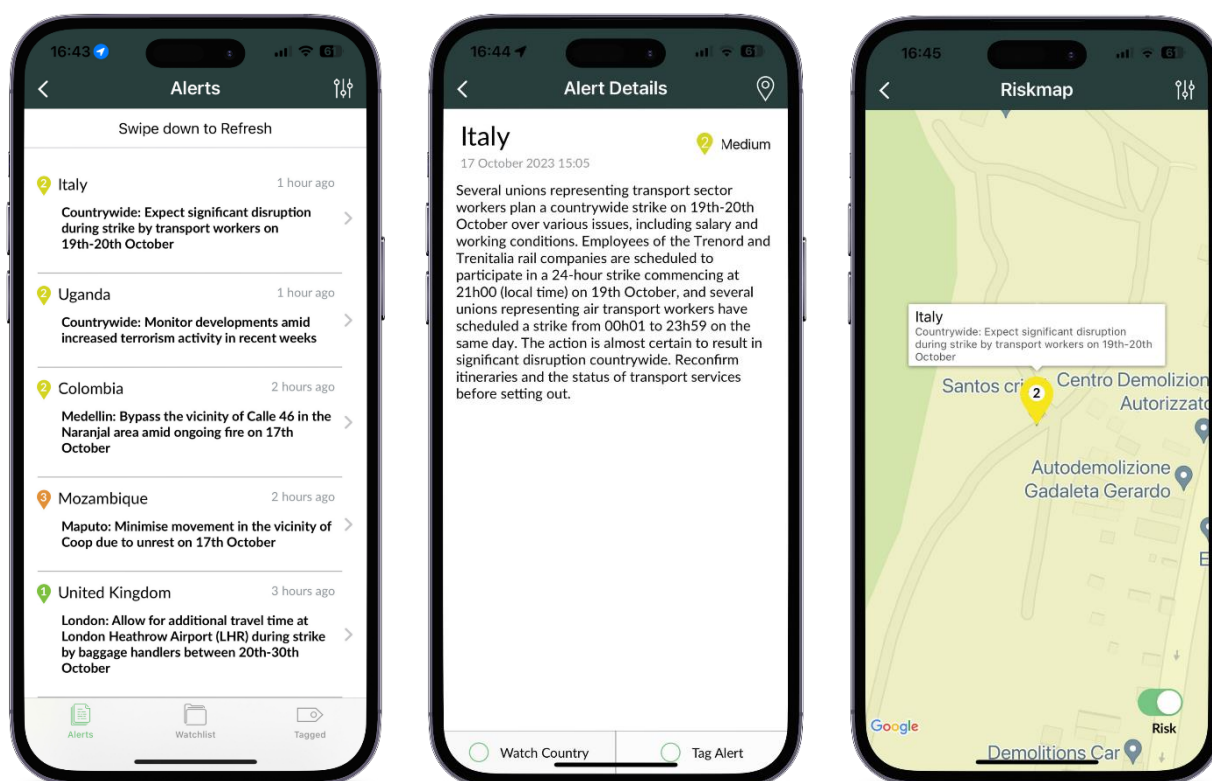 16:43
61
Alerts
Swipe down to Refresh
2 Italy 1 hour ago
Countrywide: Expect significant disruption
during strike by transport workers on
19th-20th October
2 Uganda 1 hour ago
Countrywide: Monitor developments amid
increased terrorism activity in recent weeks
2 Colombia 2 hours ago
Medellin: Bypass the vicinity of Calle 46 in the
Naranjal area amid ongoing fire on 17th
October
3 Mozambique 2 hours ago
Maputo: Minimise movement in the vicinity of
Coop due to unrest on 17th October
1 United Kingdom 3 hours ago
London: Allow for additional travel time at
London Heathrow Airport (LHR) during strike
by baggage handlers between 20th-30th
October
Alerts Watchlist Tagged
16:44
61
Alert Details
Italy
2 Medium
17 October 2023 15:05
Several unions representing transport sector
workers plan a countrywide strike on 19th-20th
October over various issues, including salary and
working conditions. Employees of the Trenord and
Trenitalia rail companies are scheduled to
participate in a 24-hour strike commencing at
21h00 (local time) on 19th October, and several
unions representing air transport workers have
scheduled a strike from 00h01 to 23h59 on the
same day. The action is almost certain to result in
significant disruption countrywide. Reconfirm
itineraries and the status of transport services
before setting out.
Watch Country Tag Alert
16:45
61
Riskmap
Italy
Countrywide: Expect significant disruption
during strike by transport workers on 19th-20th
October
2
Santos cri
Centro Demolizion
Autorizzato
Autodemolizione
Gadaleta Gerardo
E
Google
Risk
Demolitions Car